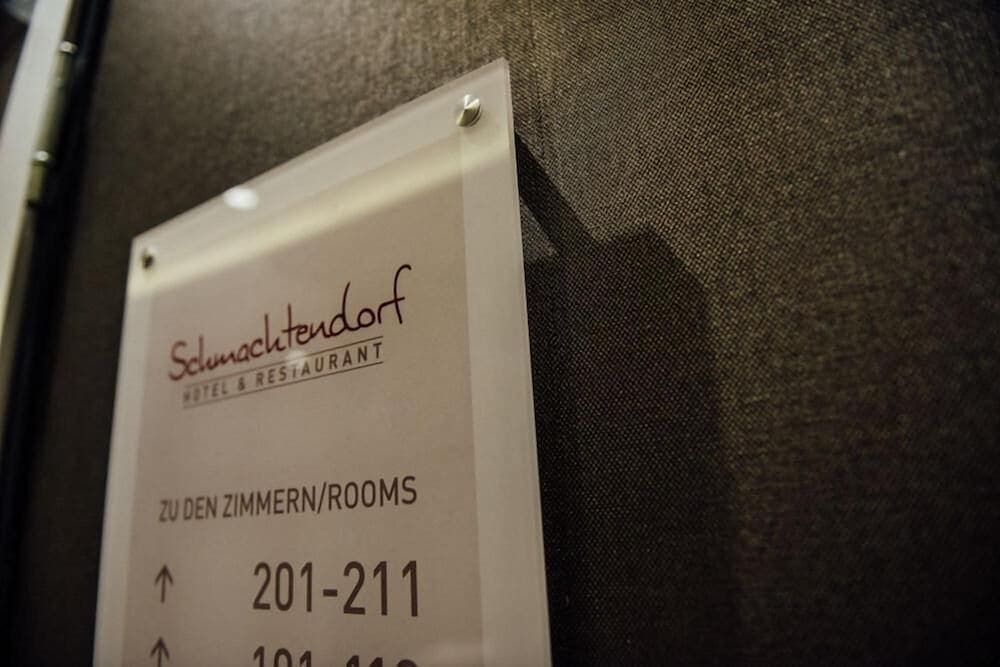 Schmachtendorf
HOTEL & RESTAURANT
ZU DEN ZIMMERN/ROOMS
↑ 201-211
↑